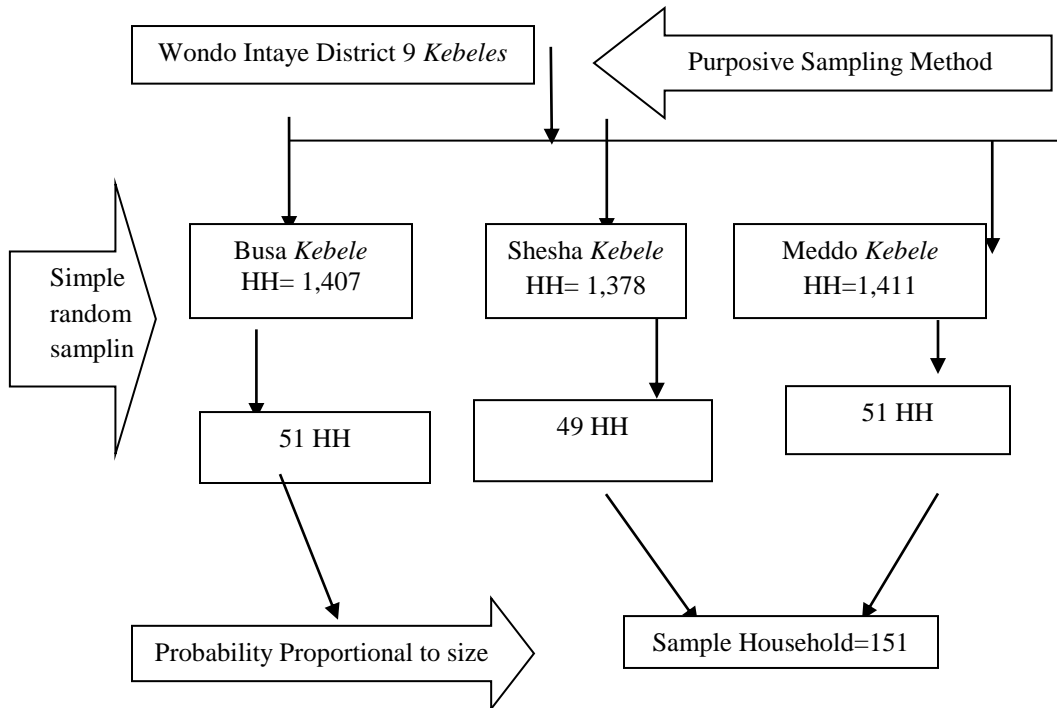 Wondo Intaye District 9 Kebeles
Purposive Sampling Method
Simple
random
samplin
Busa Kebele
HH= 1,407
Shesha Kebele
HH= 1,378
Meddo Kebele
HH=1,411
51 HH
49 HH
51 HH
Probability Proportional to size
Sample Household=151